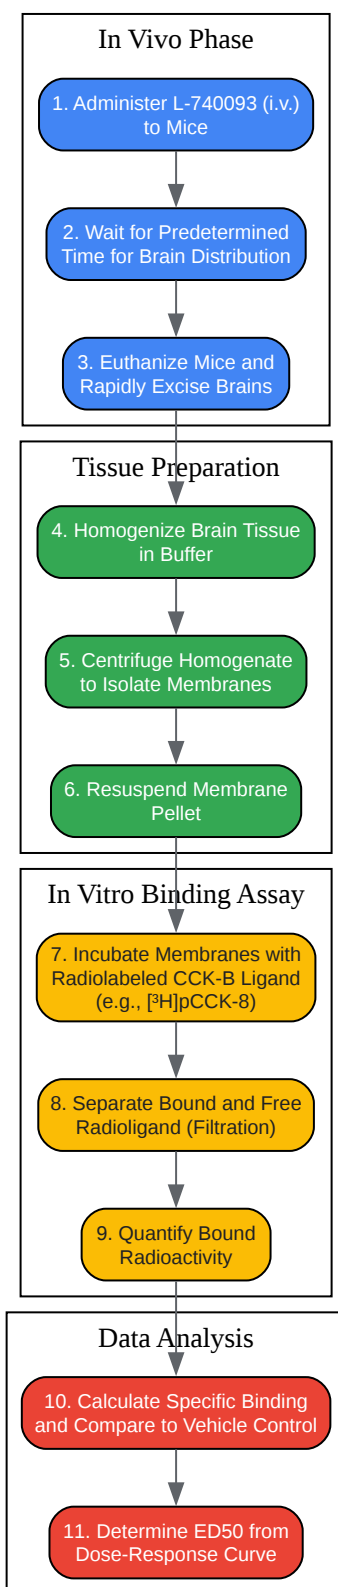 In Vivo Phase
1. Administer L-740093 (i.v.)
to Mice
2. Wait for Predetermined
Time for Brain Distribution
3. Euthanize Mice and
Rapidly Excise Brains
Tissue Preparation
4. Homogenize Brain Tissue
in Buffer
5. Centrifuge Homogenate
to Isolate Membranes
6. Resuspend Membrane
Pellet
In Vitro Binding Assay
7. Incubate Membranes with
Radiolabeled CCK-B Ligand
(e.g., [³H]pCCK-8)
8. Separate Bound and Free
Radioligand (Filtration)
9. Quantify Bound
Radioactivity
Data Analysis
10. Calculate Specific Binding
and Compare to Vehicle Control
11. Determine ED50 from
Dose-Response Curve